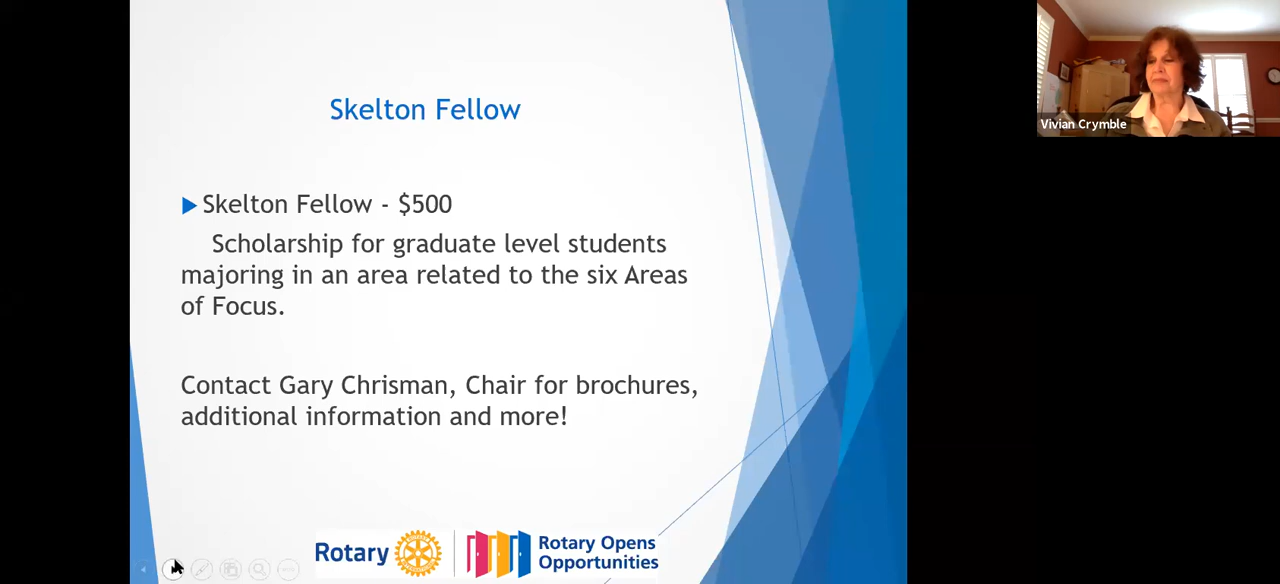 Skelton Fellow
Skelton Fellow - $500
Scholarship for graduate level students
majoring in an area related to the six Areas
of Focus.
Contact Gary Chrisman, Chair for brochures,
additional information and more!
Rotary
Rotary Opens
Opportunities
Vivian Crymble